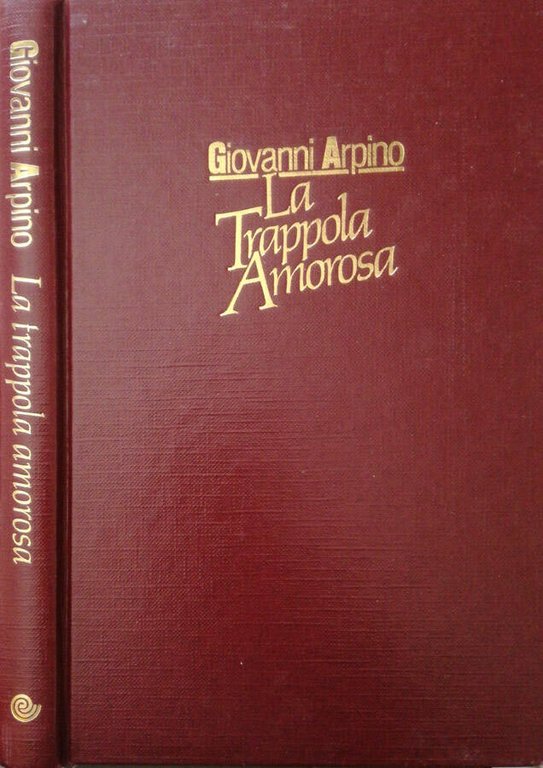 Giovanni Arpino La trappola amorosa
Giovanni Arpino
La
Trappola
Amorosa